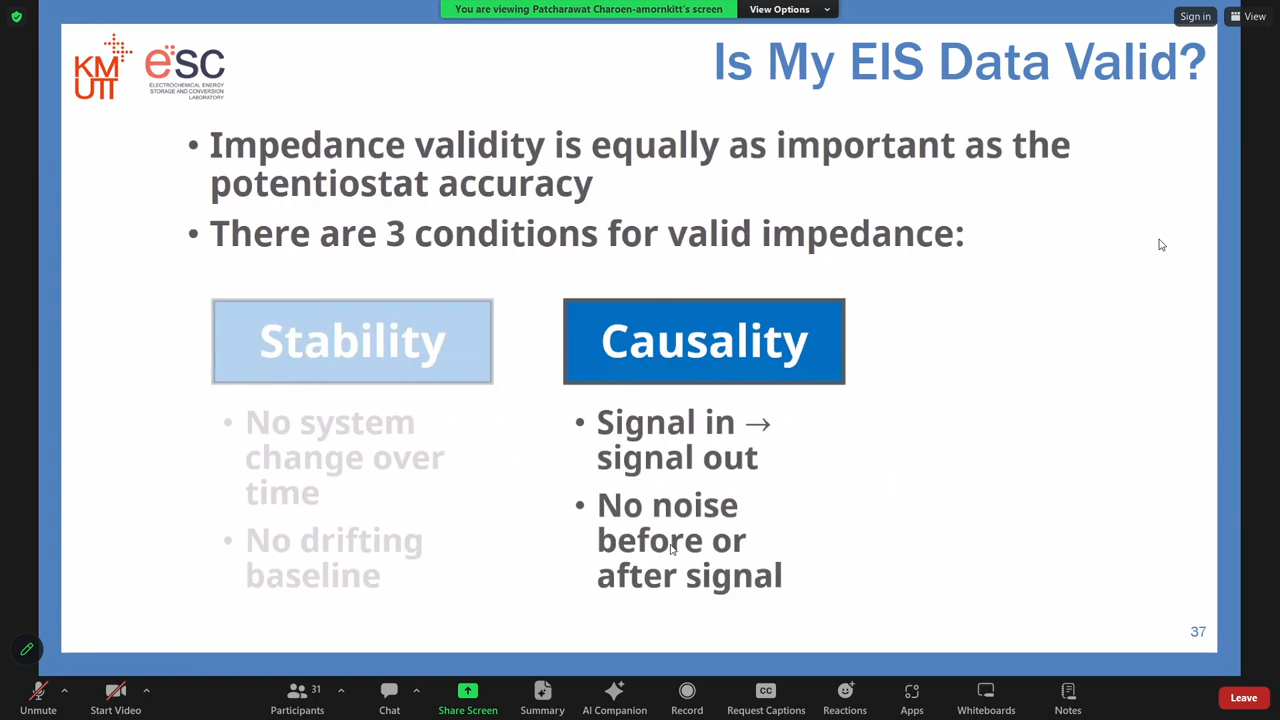 You are viewing Patcharawat Charoen-amornkitt's screen
View Options
Sign in
View
KM
UTT
esc
ELECTROCHEMICAL ENERGY
STORAGE AND CONVERSION
LABORATORY
Is My EIS Data Valid?
• Impedance validity is equally as important as the
potentiostat accuracy
• There are 3 conditions for valid impedance:
Stability
• No system
change over
time
• No drifting
baseline
Causality
• Signal in →
signal out
• No noise
before or
after signal
37
Unmute
Start Video
Participants
31
Chat
Share Screen
Summary
AI Companion
Record
CC
Request Captions
Reactions
Apps
Whiteboards
Notes
Leave